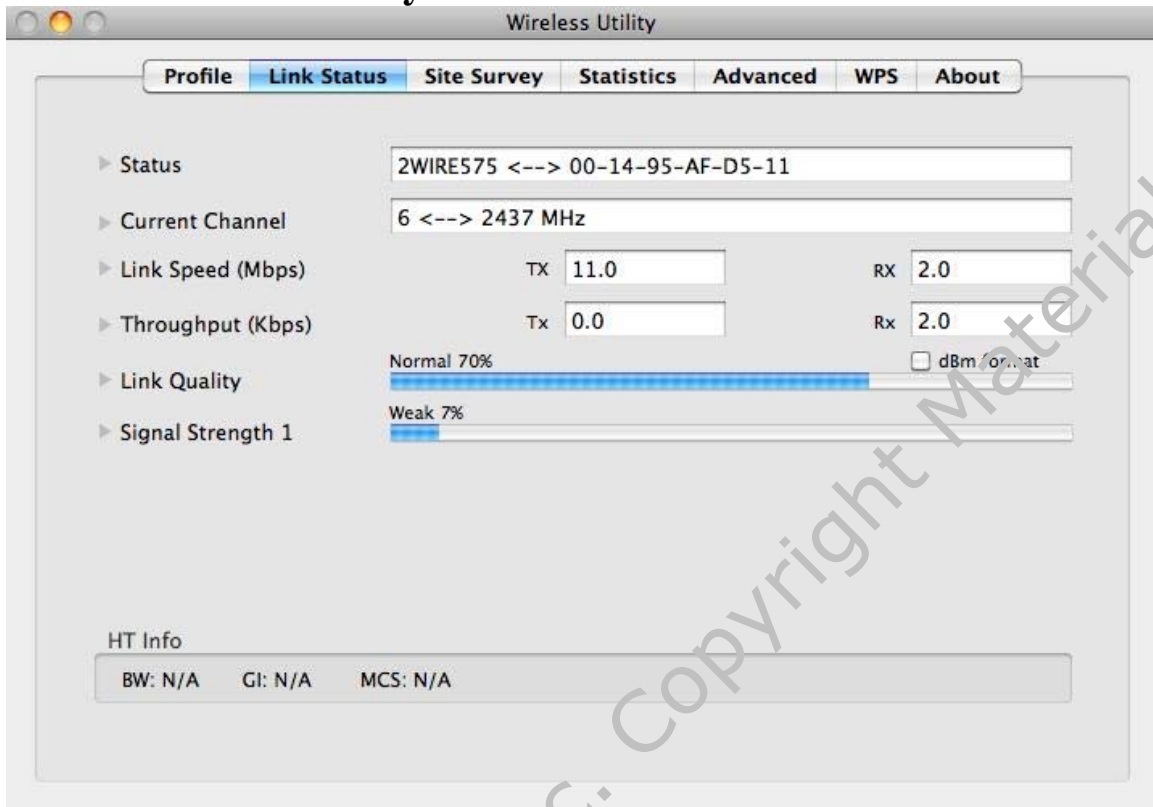 Wireless Utility
Profile Link Status Site Survey Statistics Advanced WPS About
Status 2WIRE575 <--> 00-14-95-AF-D5-11
Current Channel 6 <--> 2437 MHz
Link Speed (Mbps) TX 11.0 RX 2.0
Throughput (Kbps) Tx 0.0 Rx 2.0
Normal 70% dBm format
Link Quality
Weak 7%
Signal Strength 1
HT Info
BW: N/A GI: N/A MCS: N/A
c. Copyright Material